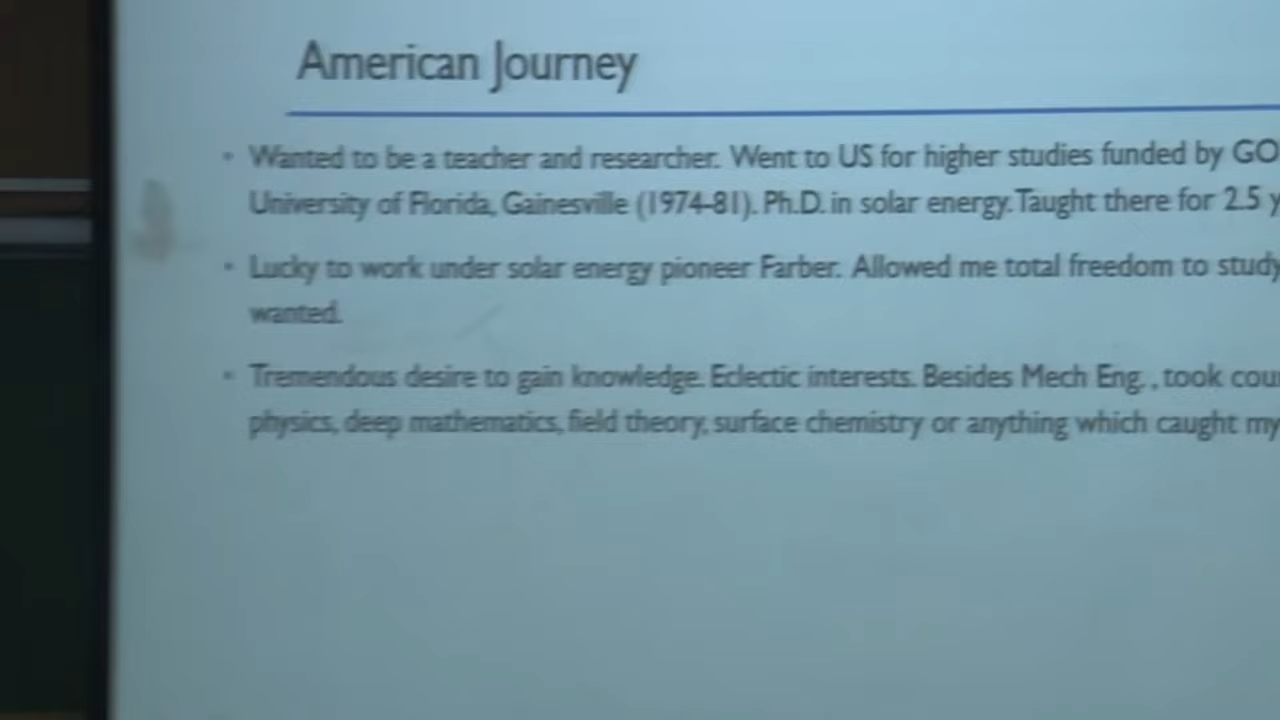 American Journey
• Wanted to be a teacher and researcher. Went to US for higher studies funded by GO
University of Florida, Gainesville (1974-81). Ph.D. in solar energy. Taught there for 2.5 y
• Lucky to work under solar energy pioneer Farber. Allowed me total freedom to study
wanted.
• Tremendous desire to gain knowledge. Eclectic interests. Besides Mech Eng. , took cou
physics, deep mathematics, field theory, surface chemistry or anything which caught my